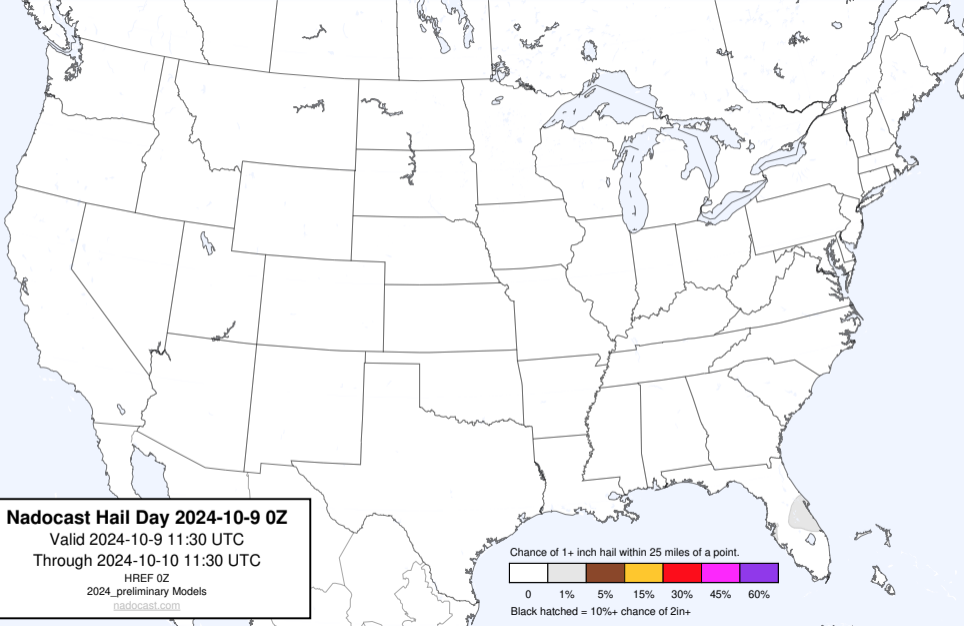 Nadocast Hail Day 2024-10-9 0Z
Valid 2024-10-9 11:30 UTC
Through 2024-10-10 11:30 UTC
HREF 0Z
2024_preliminary Models
nadocast.com
Chance of 1+ inch hail within 25 miles of a point.
0 1% 5% 15% 30% 45% 60%
Black hatched = 10%+ chance of 2in+